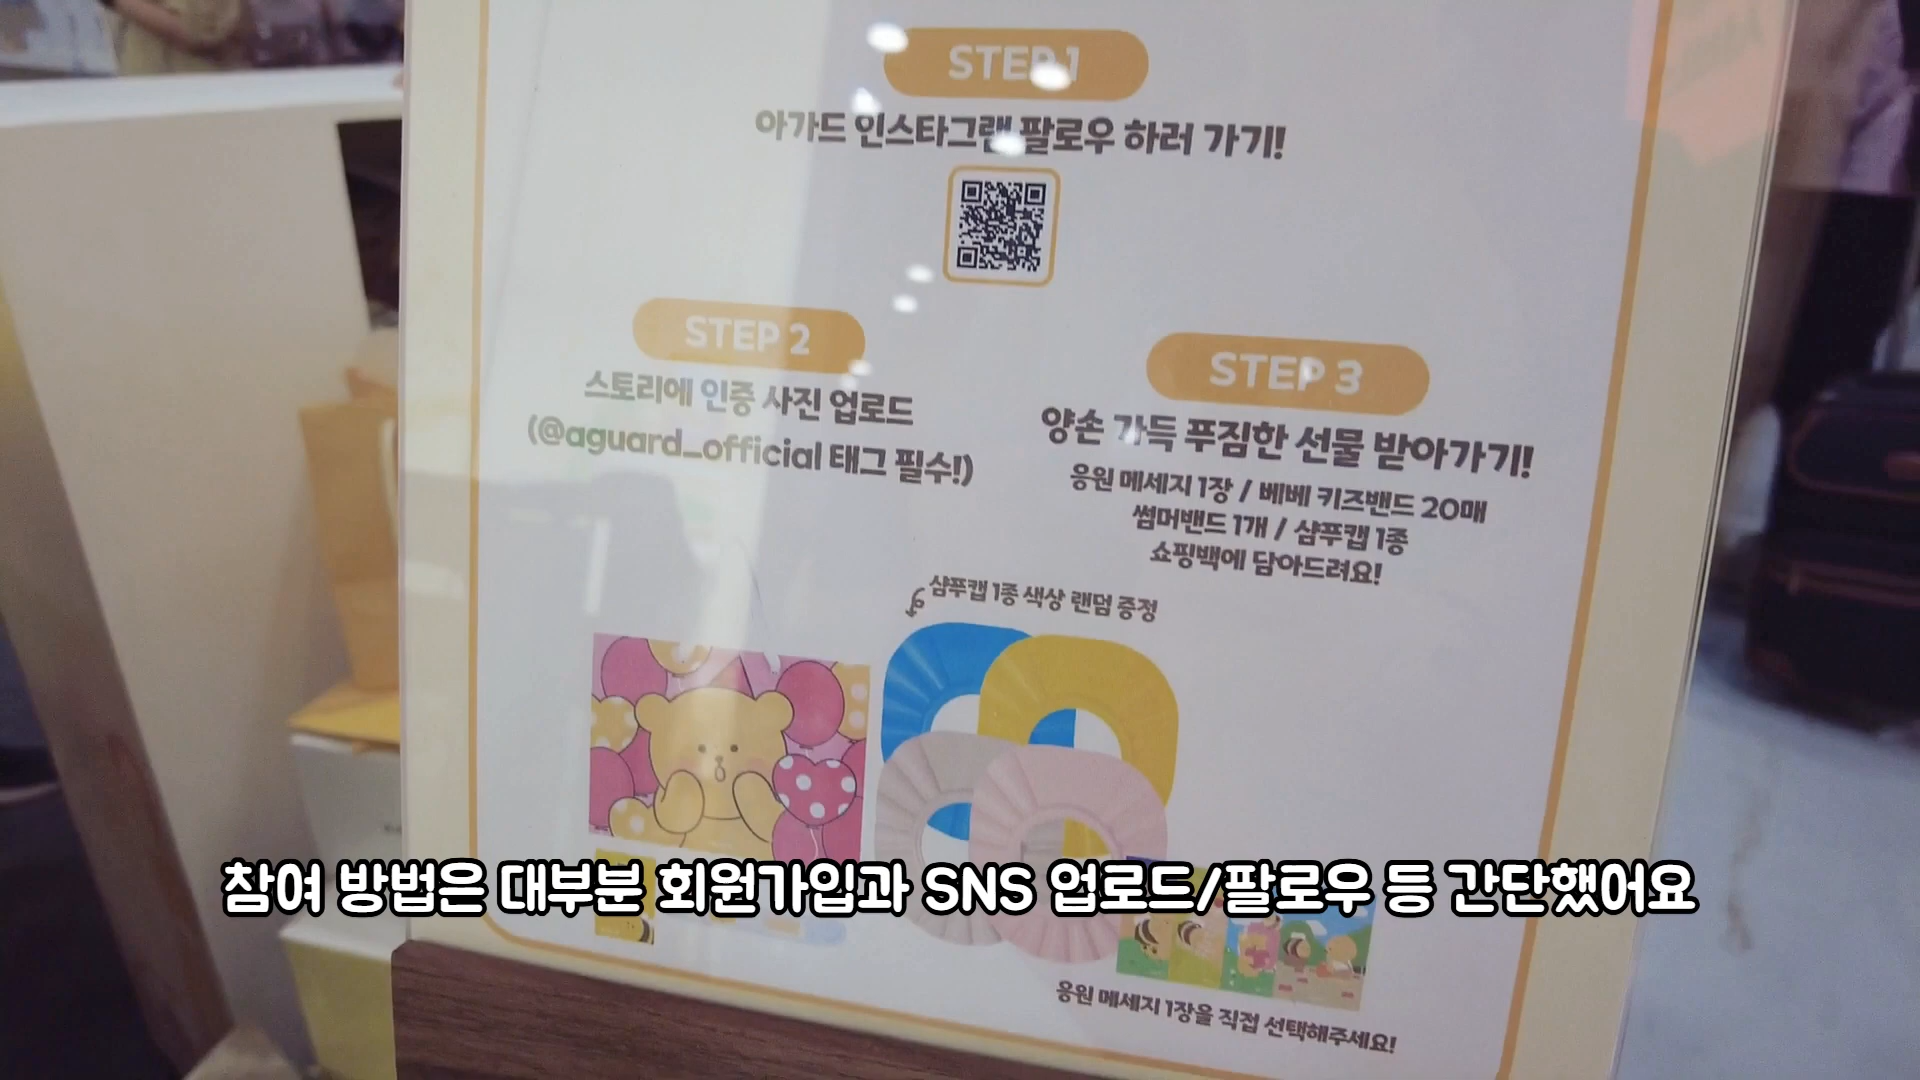 STEP 1
아가드 인스타그램 팔로우 하러 가기!
STEP 2
스토리에 인증 사진 업로드
(@aguard_official 태그 필수!)
STEP 3
양손 가득 푸짐한 선물 받아가기!
응원 메세지 1장 / 베베 키즈밴드 20매
썸머밴드 1개 / 샴푸캡 1종
쇼핑백에 담아드려요!
샴푸캡 1종 색상 랜덤 증정
참여 방법은 대부분 회원가입과 SNS 업로드/팔로우 등 간단했어요
응원 메세지 1장을 직접 선택해주세요!